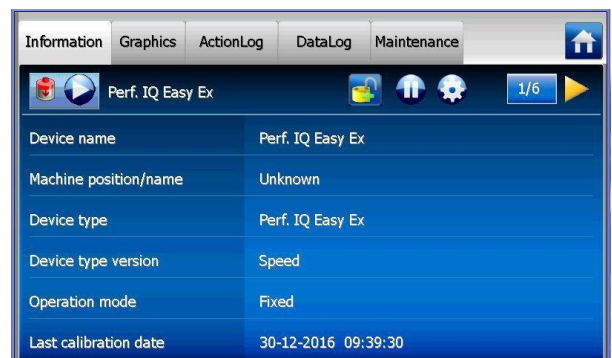 Information Graphics ActionLog DataLog Maintenance
Perf. IQ Easy Ex 1/6
Device name Perf. IQ Easy Ex
Machine position/name Unknown
Device type Perf. IQ Easy Ex
Device type version Speed
Operation mode Fixed
Last calibration date 30-12-2016 09:39:30